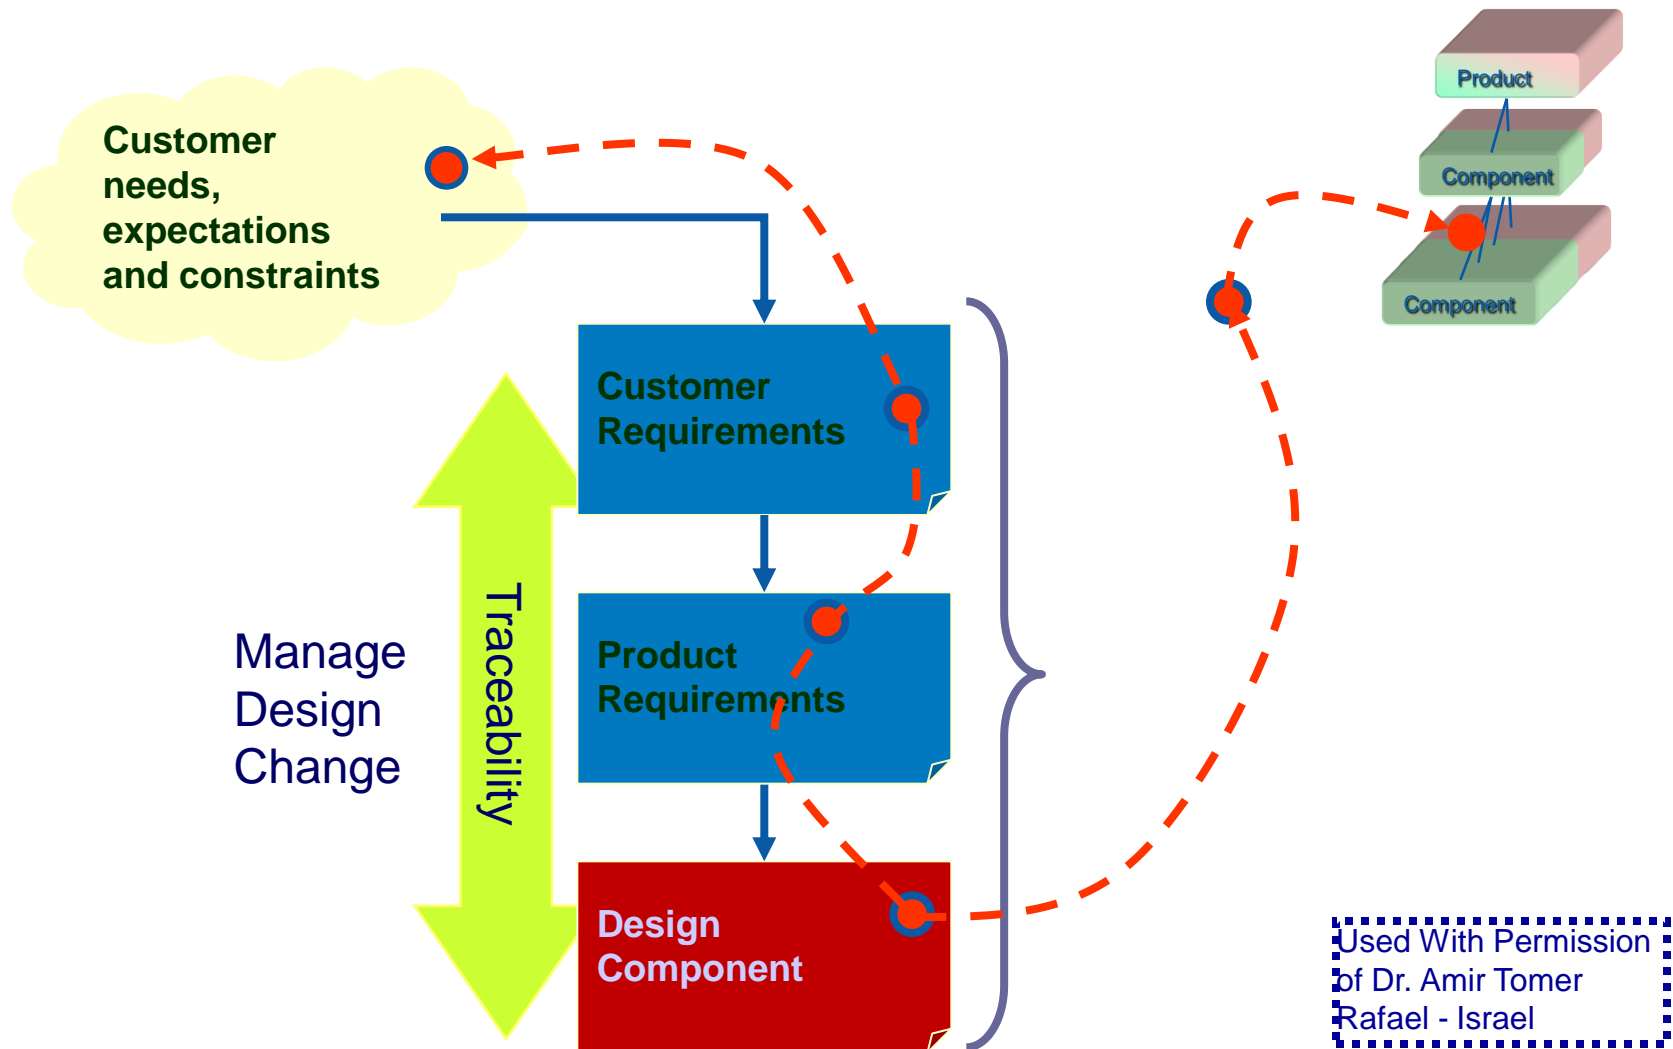 Customer
needs,
expectations
and constraints
Product
Component
Component
Customer
Requirements
Traceability
Manage
Design
Change
Product
Requirements
Design
Component
Used With Permission
of Dr. Amir Tomer
Rafael - Israel